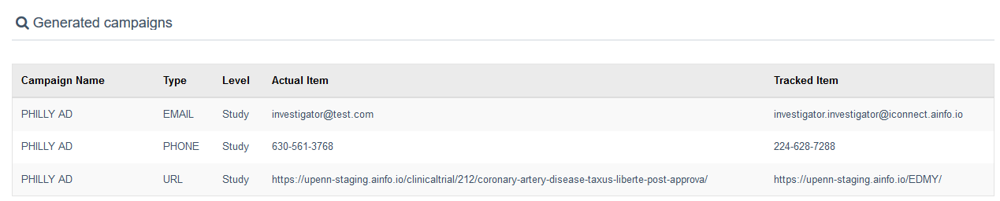 Generated campaigns
Campaign Name Type Level Actual Item Tracked Item
PHILLY AD EMAIL Study investigator@test.com investigator.investigator@iconnect.ainfo.io
PHILLY AD PHONE Study 630-561-3768 224-628-7288
PHILLY AD URL Study https://upenn-staging.ainfo.io/clinicaltrial/212/coronary-artery-disease-taxus-liberte-post-approva/ https://upenn-staging.ainfo.io/EDMY/